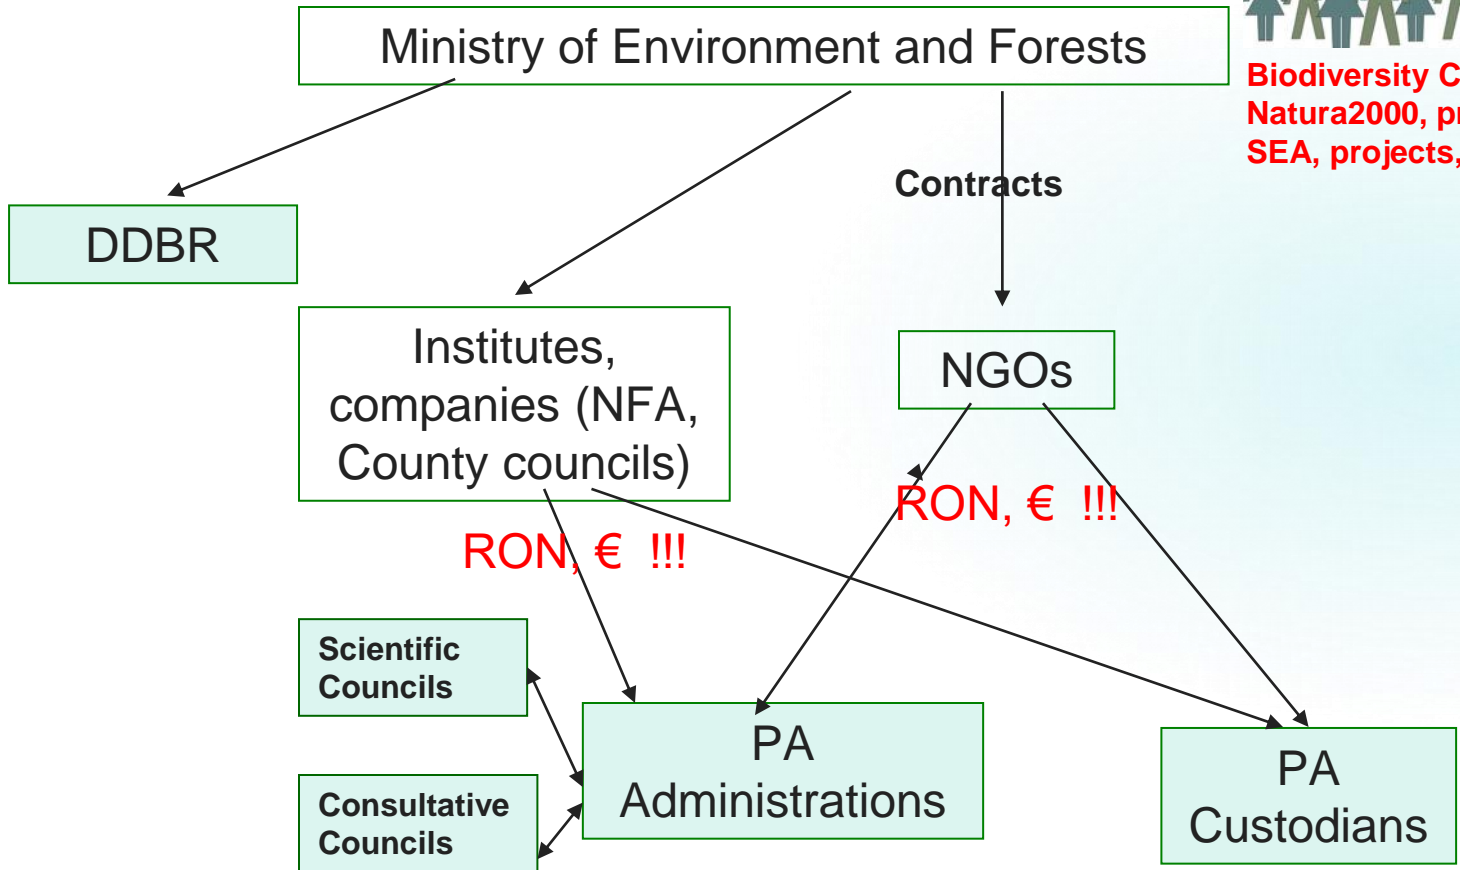 Ministry of Environment and Forests
Biodiversity
Natura2000,
SEA, projects,
Contracts
DDBR
Institutes,
companies (NFA,
County councils)
NGOs
RON, € !!!
RON, € !!!
Scientific
Councils
PA
Administrations
PA
Custodians
Consultative
Councils